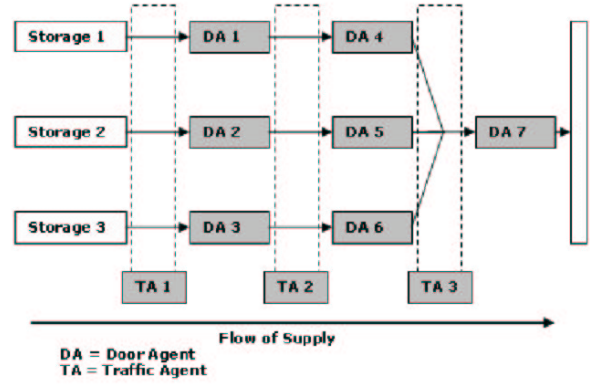 Storage 1
DA 1
DA 4
Storage 2
DA 2
DA 5
DA 7
Storage 3
DA 3
DA 6
TA 1
TA 2
TA 3
Flow of Supply
DA = Door Agent
TA = Traffic Agent